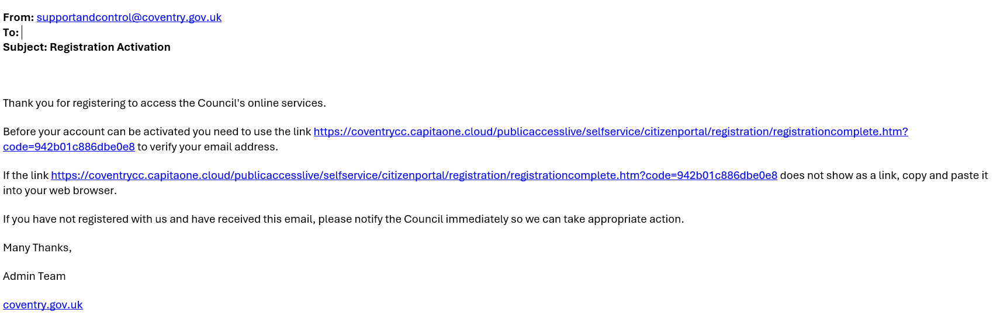 From: supportandcontrol@coventry.gov.uk
To:
Subject: Registration Activation
Thank you for registering to access the Council's online services.
Before your account can be activated you need to use the link https://coventrycc.capitaone.cloud/publicaccesslive/selfservice/citizenportal/registration/registrationcomplete.htm?
code=942b01c886dbe0e8 to verify your email address.
If the link https://coventrycc.capitaone.cloud/publicaccesslive/selfservice/citizenportal/registration/registrationcomplete.htm?code=942b01c886dbe0e8 does not show as a link, copy and paste it
into your web browser.
If you have not registered with us and have received this email, please notify the Council immediately so we can take appropriate action.
Many Thanks,
Admin Team
coventry.gov.uk